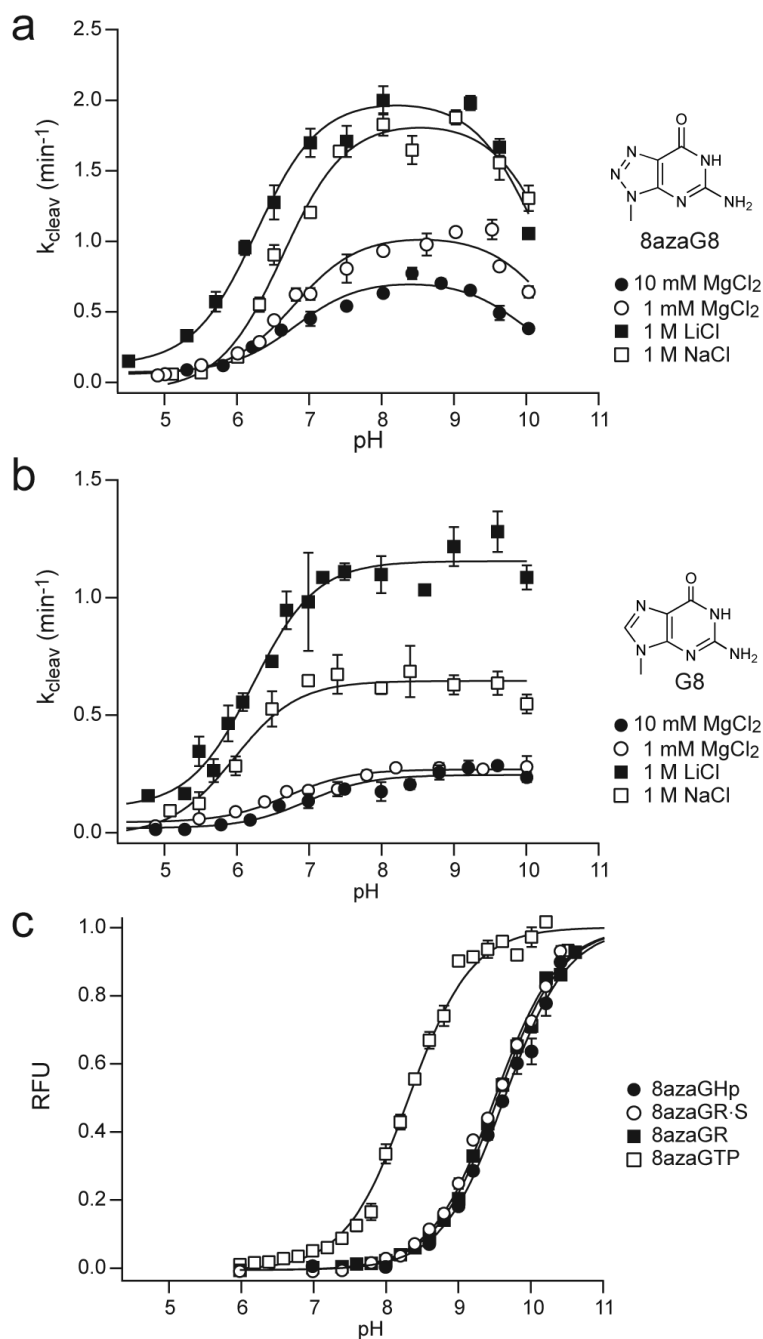 a
k_cleav (min⁻¹)
2.5
2.0
1.5
1.0
0.5
0.0
5 6 7 8 9 10 11
pH
O
N NH
N
N N NH₂
8azaG8
● 10 mM MgCl₂
○ 1 mM MgCl₂
■ 1 M LiCl
□ 1 M NaCl
b
k_cleav (min⁻¹)
1.5
1.0
0.5
0.0
5 6 7 8 9 10 11
pH
O
N NH
N N NH₂
G8
● 10 mM MgCl₂
○ 1 mM MgCl₂
■ 1 M LiCl
□ 1 M NaCl
c
RFU
1.0
0.8
0.6
0.4
0.2
0.0
5 6 7 8 9 10 11
pH
● 8azaGHp
○ 8azaGR·S
■ 8azaGR
□ 8azaGTP